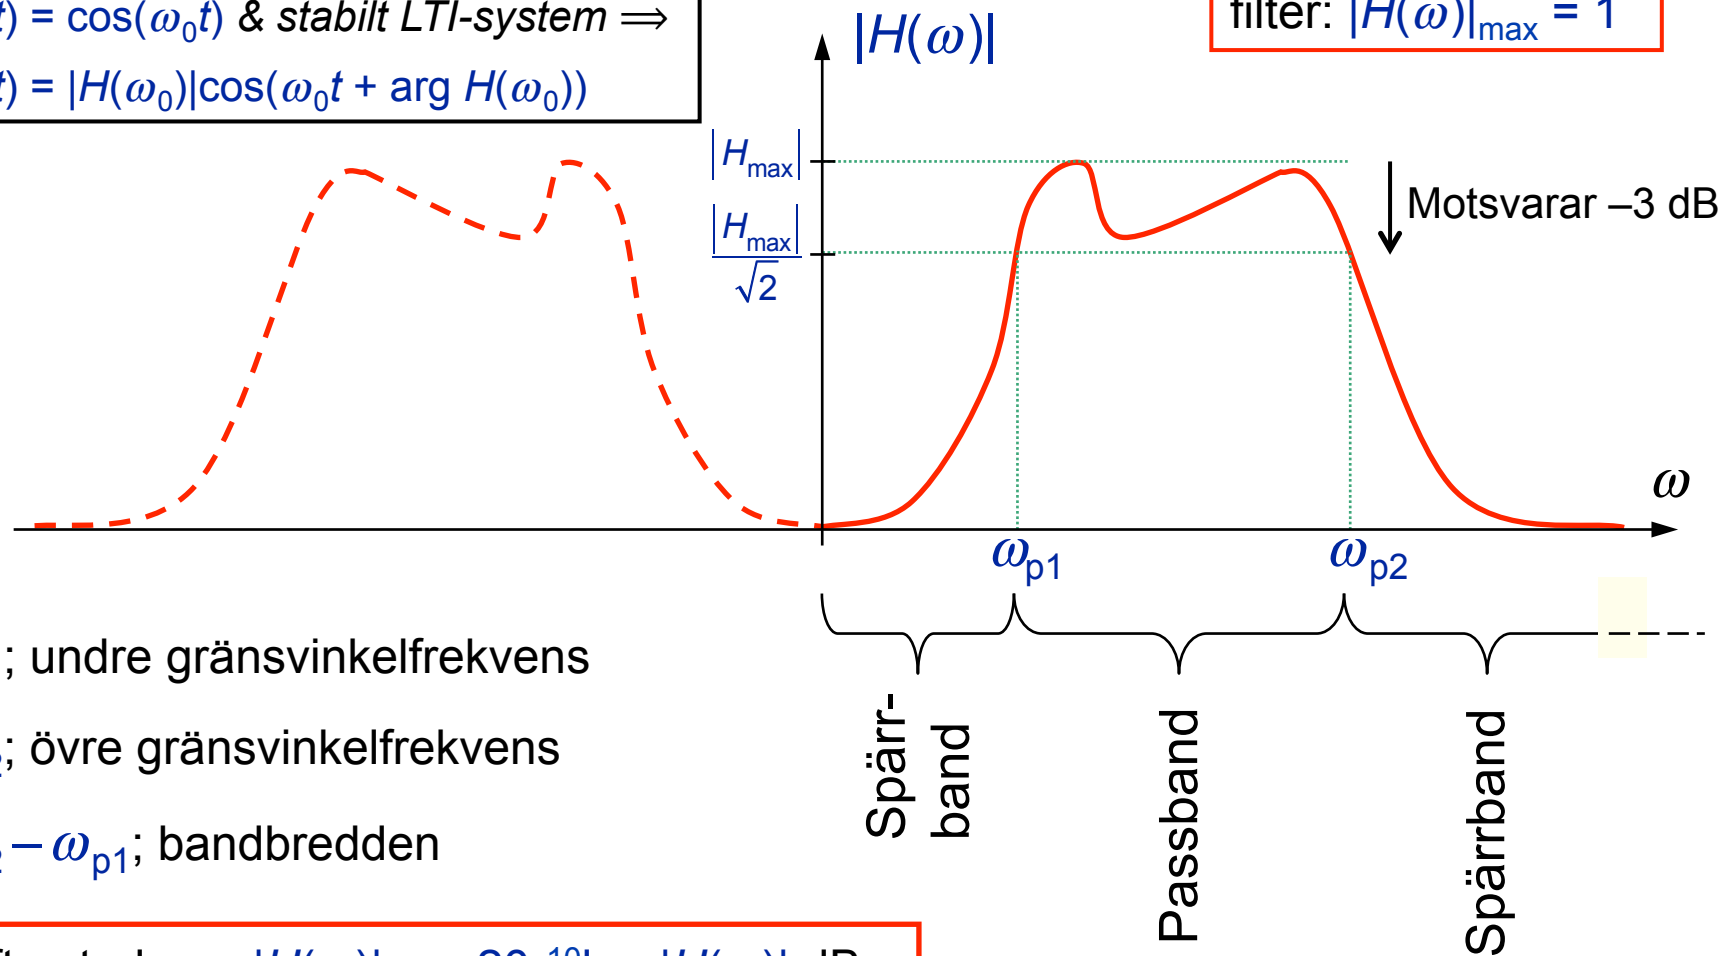 t) = cos(ω₀t) & stabilt LTI-system ⇒
t) = |H(ω₀)|cos(ω₀t + arg H(ω₀))
filter: |H(ω)|max = 1
|H(ω)|
|Hmax|
|Hmax|
√2
Motsvarar –3 dB
ω
ωp1
ωp2
; undre gränsvinkelfrekvens
; övre gränsvinkelfrekvens
– ωp1; bandbredden
Spärr-
band
Passband
Spärrband